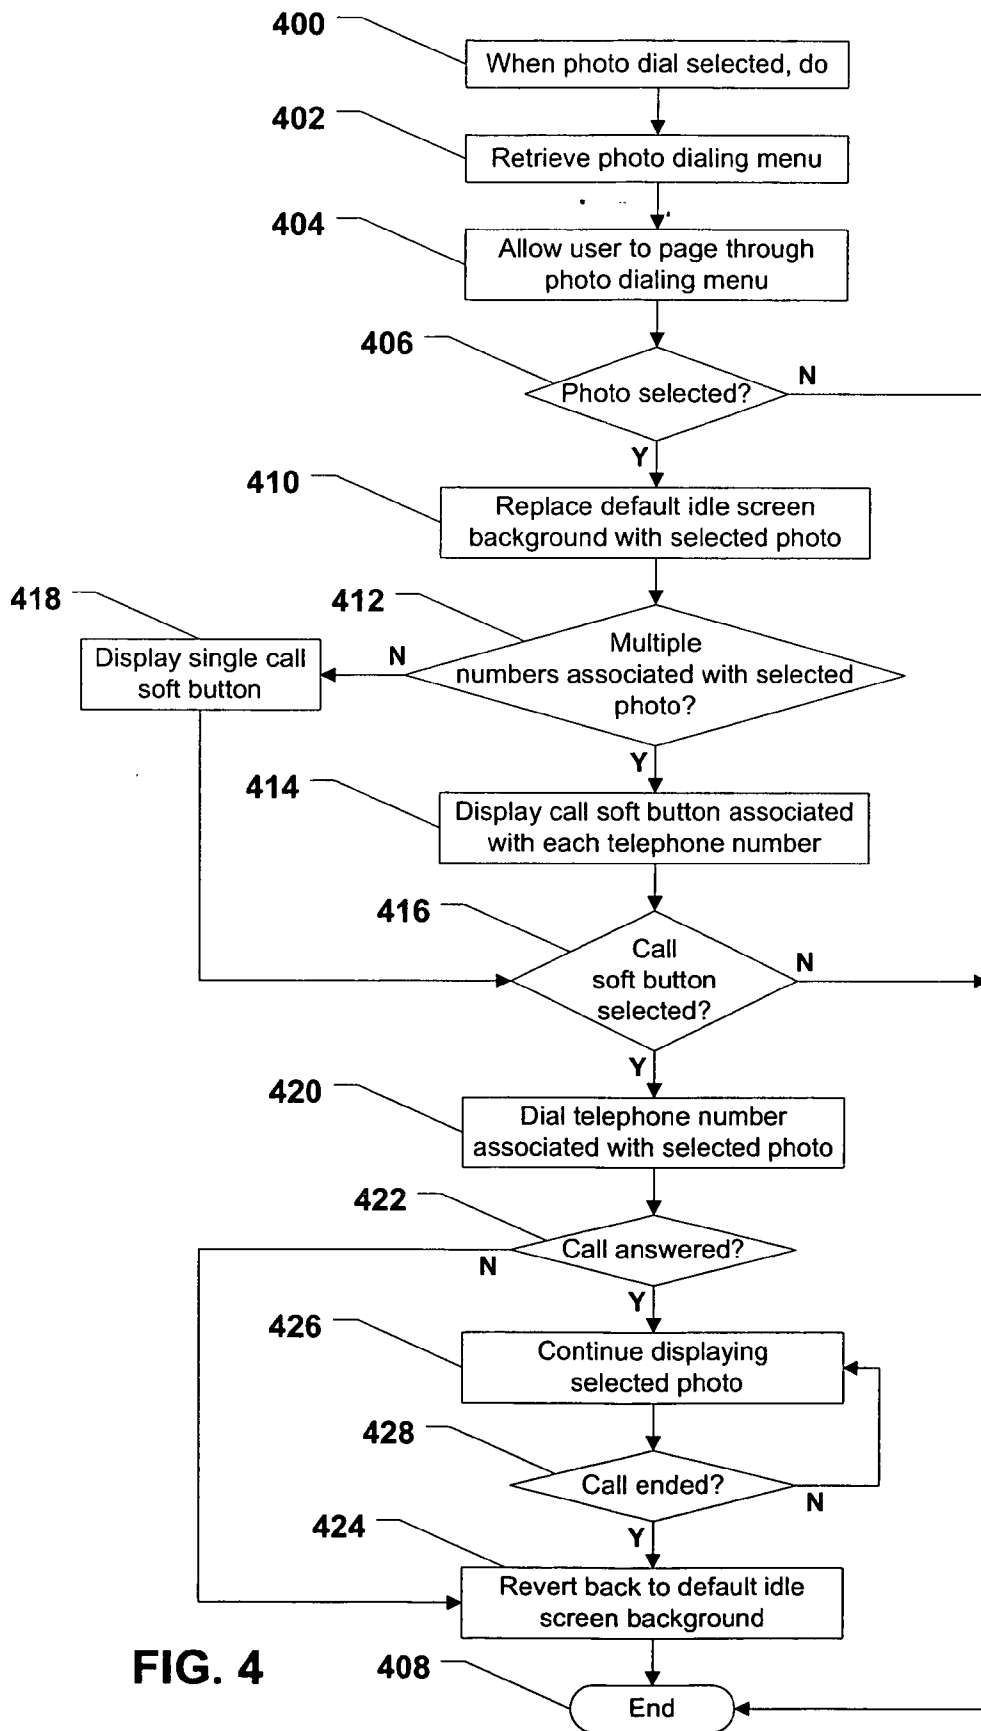 400
When photo dial selected, do
402
Retrieve photo dialing menu
404
Allow user to page through
photo dialing menu
406
Photo selected?
N
Y
410
Replace default idle screen
background with selected photo
418
Display single call
soft button
412
Multiple
numbers associated with selected
photo?
N
Y
414
Display call soft button associated
with each telephone number
416
Call
soft button
selected?
N
Y
420
Dial telephone number
associated with selected photo
422
Call answered?
N
Y
426
Continue displaying
selected photo
428
Call ended?
N
Y
424
Revert back to default idle
screen background
FIG. 4
408
End